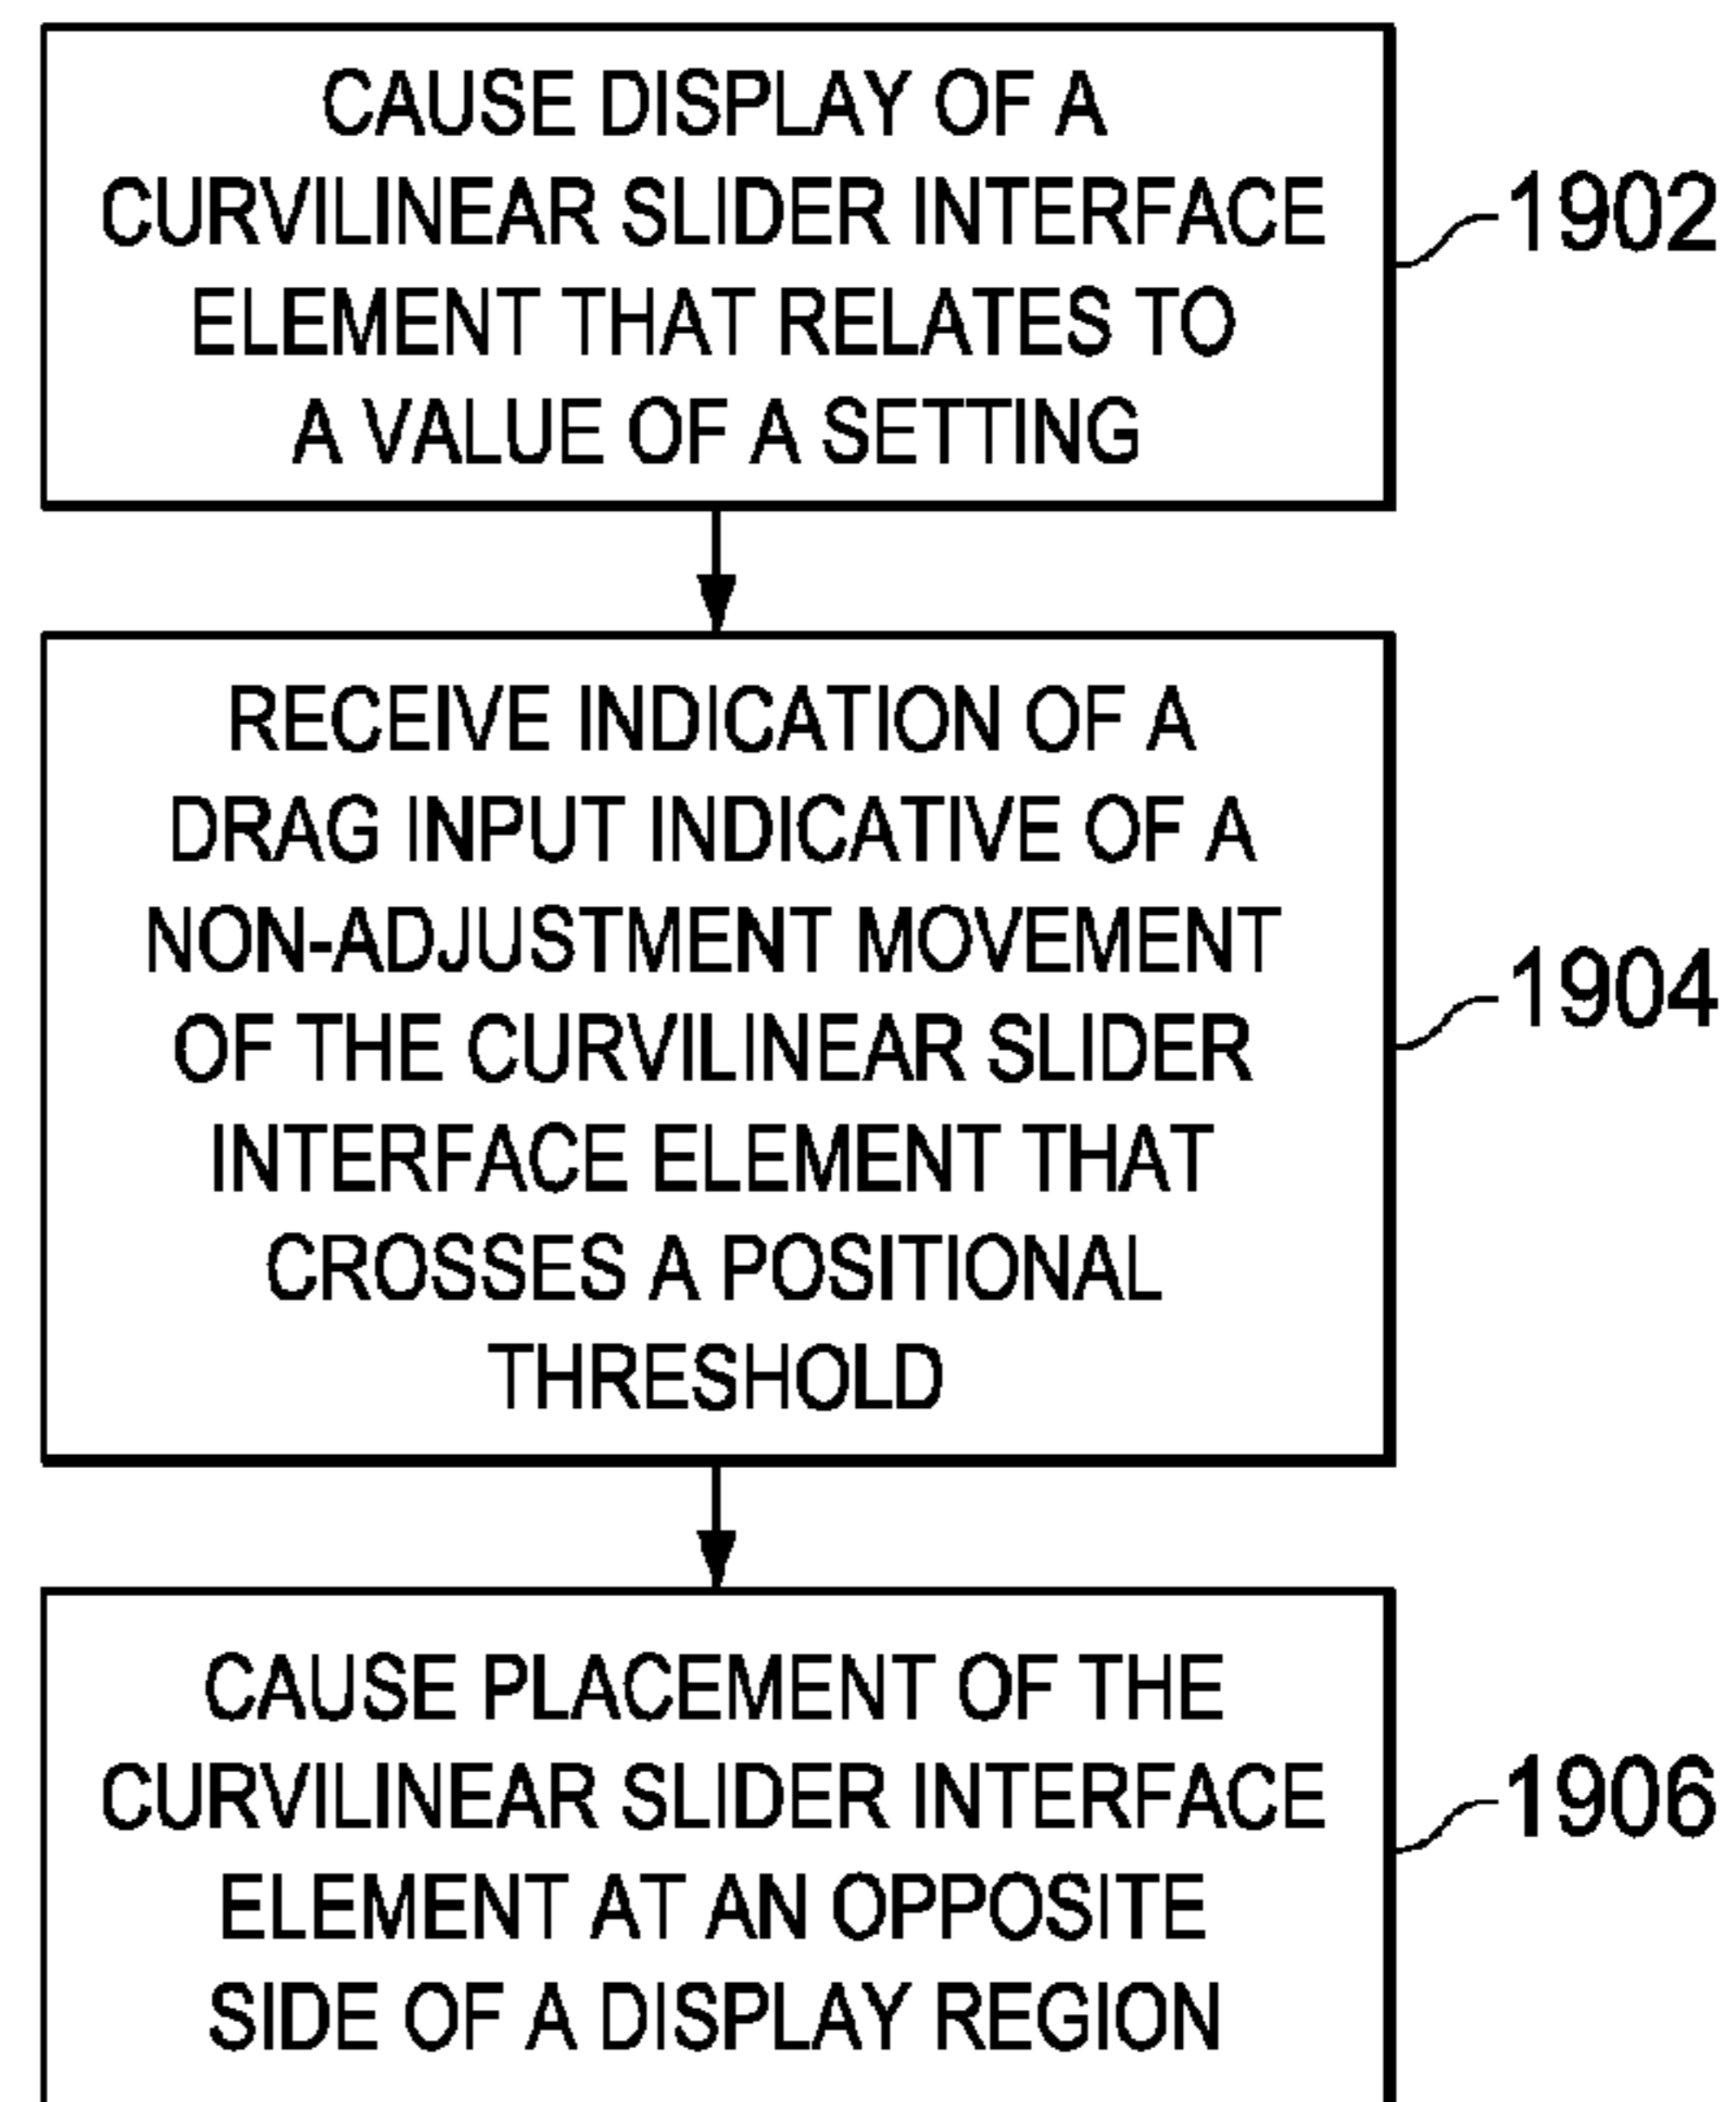 CAUSE DISPLAY OF A
CURVILINEAR SLIDER INTERFACE
ELEMENT THAT RELATES TO
A VALUE OF A SETTING
1902
RECEIVE INDICATION OF A
DRAG INPUT INDICATIVE OF A
NON-ADJUSTMENT MOVEMENT
OF THE CURVILINEAR SLIDER
INTERFACE ELEMENT THAT
CROSSES A POSITIONAL
THRESHOLD
1904
CAUSE PLACEMENT OF THE
CURVILINEAR SLIDER INTERFACE
ELEMENT AT AN OPPOSITE
SIDE OF A DISPLAY REGION
1906